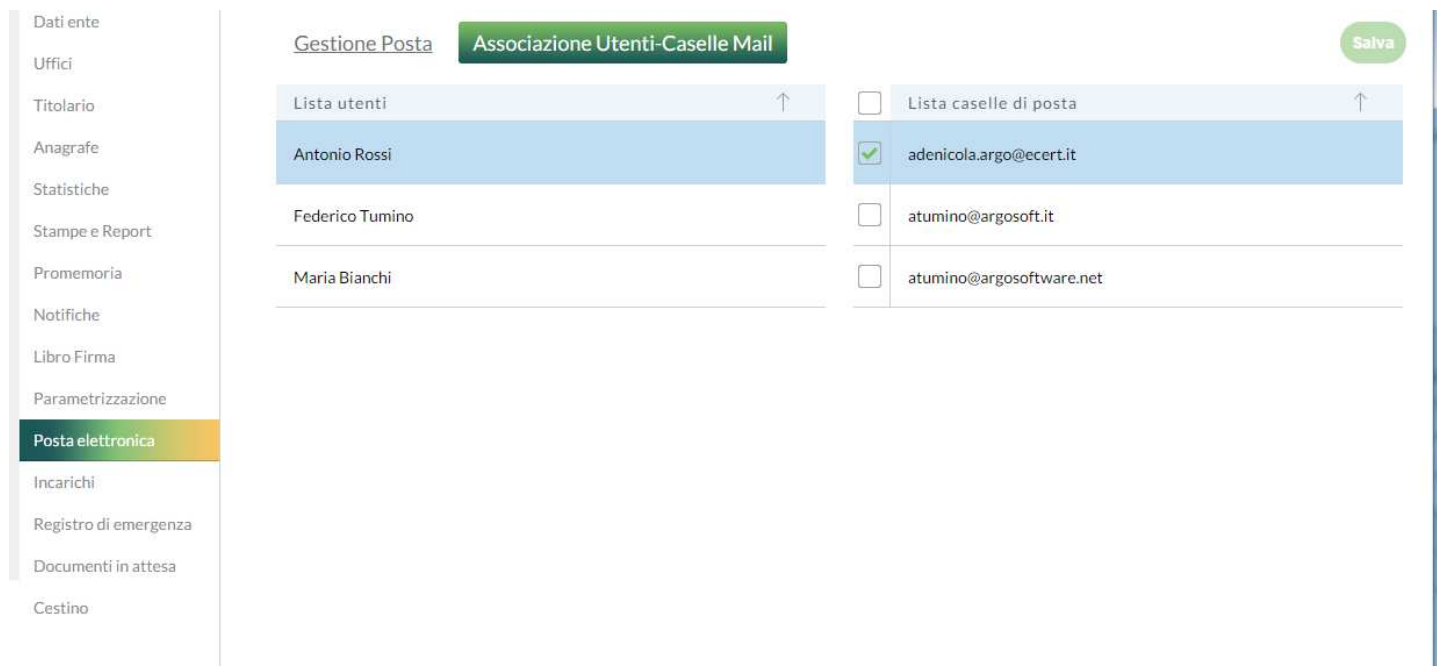 Dati ente
Uffici
Titolario
Anagrafe
Statistiche
Stampe e Report
Promemoria
Notifiche
Libro Firma
Parametrizzazione
Posta elettronica
Incarichi
Registro di emergenza
Documenti in attesa
Cestino
Gestione Posta Associazione Utenti-Caselle Mail Salva
Lista utenti Lista caselle di posta
Antonio Rossi adenicola.argo@ecert.it
Federico Tumino atumino@argosoft.it
Maria Bianchi atumino@argosoftware.net